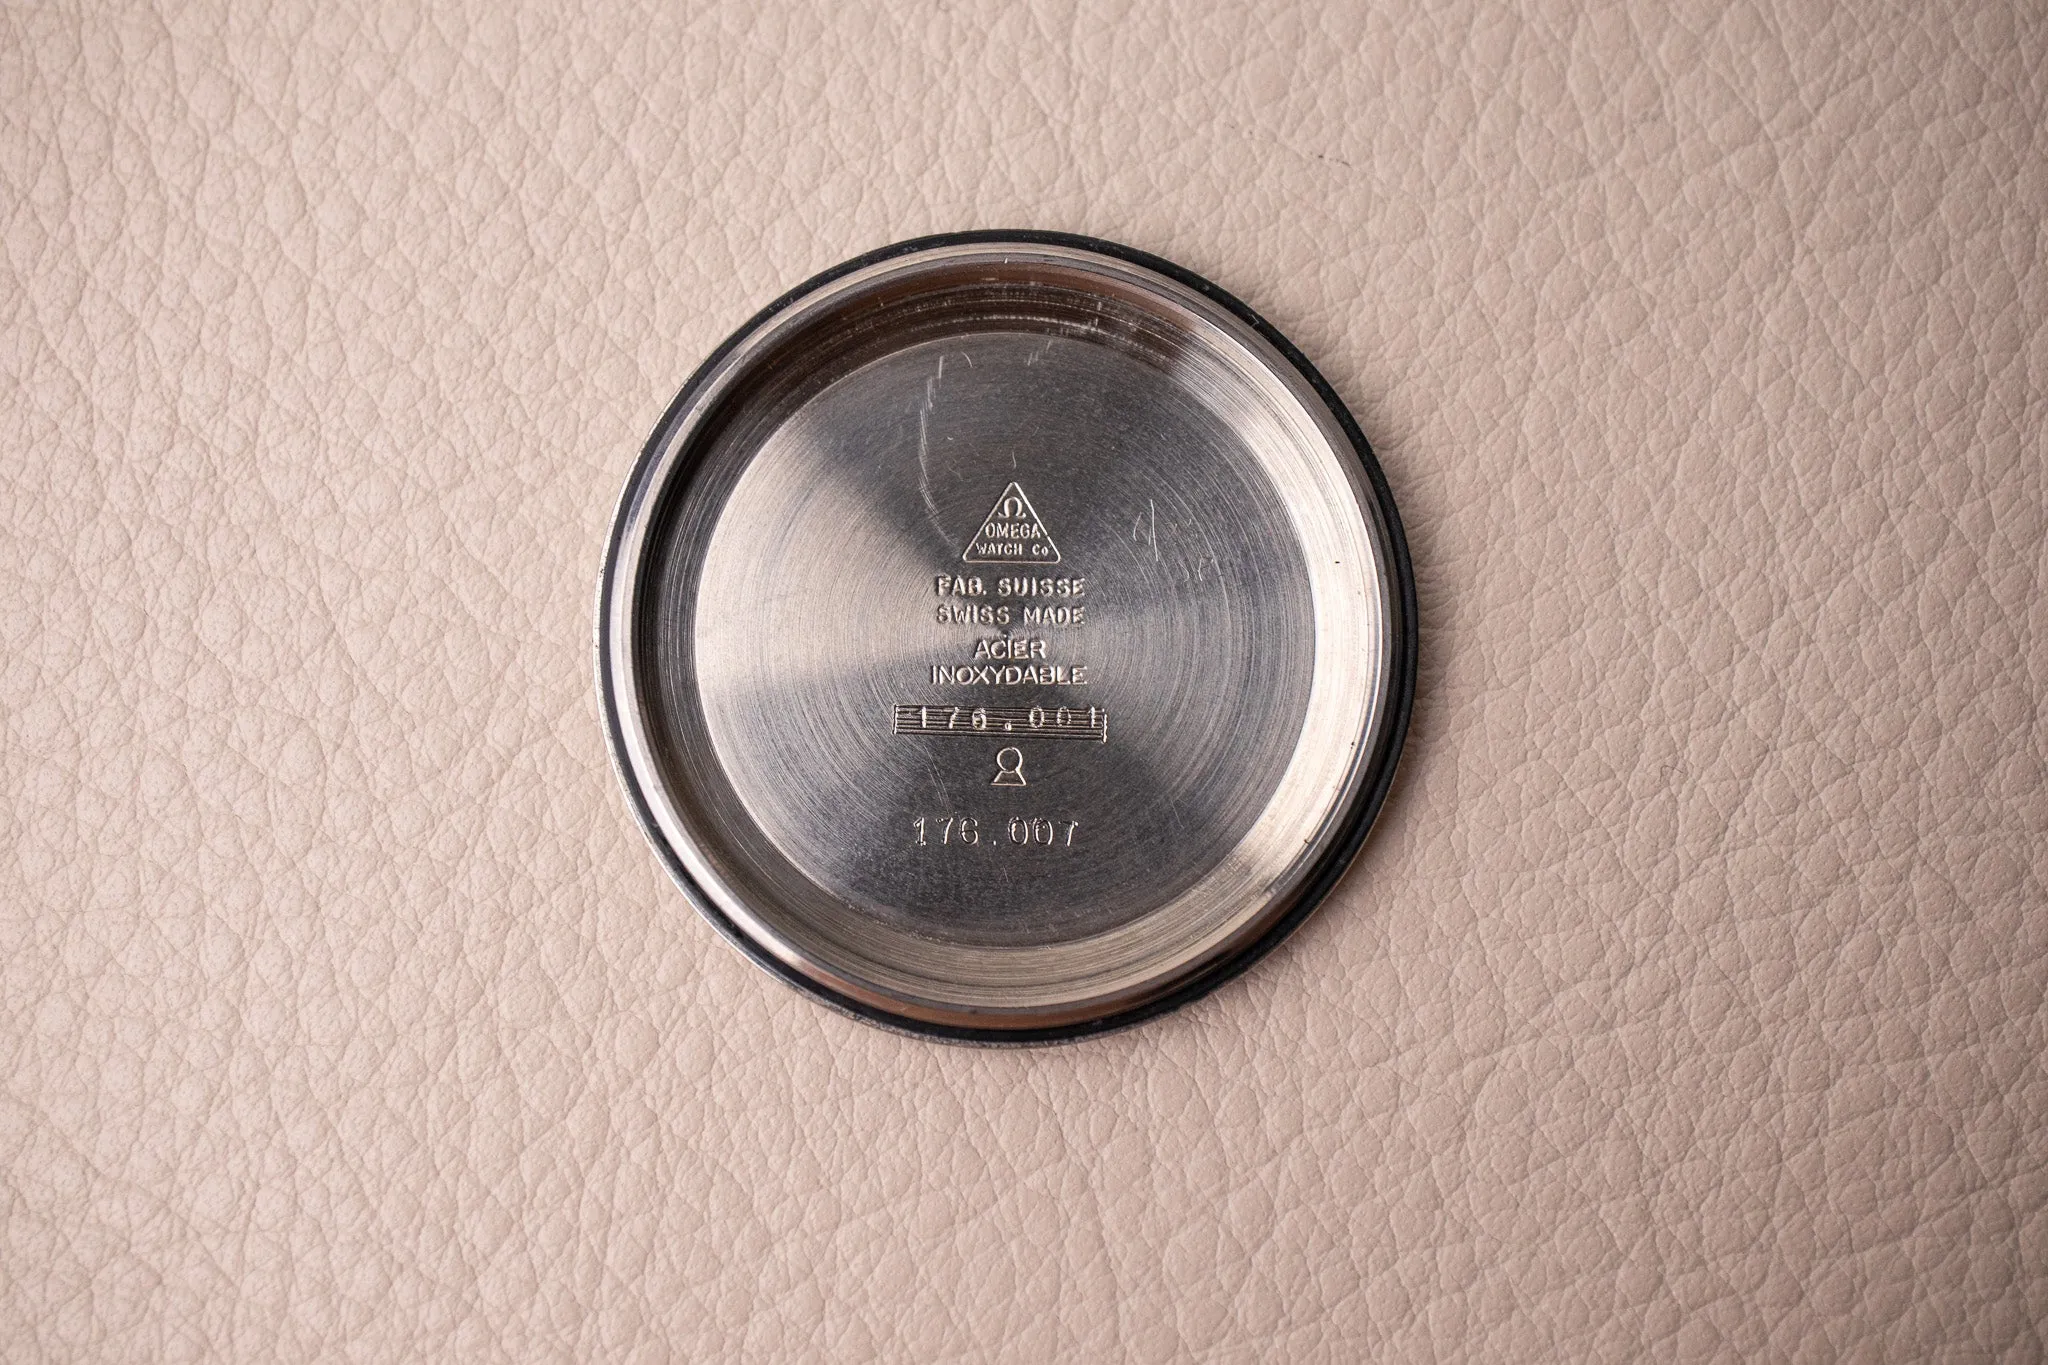 Ω
OMEGA
WATCH Co
FAB. SUISSE
SWISS MADE
ACIER
INOXYDABLE
176.001
176.007